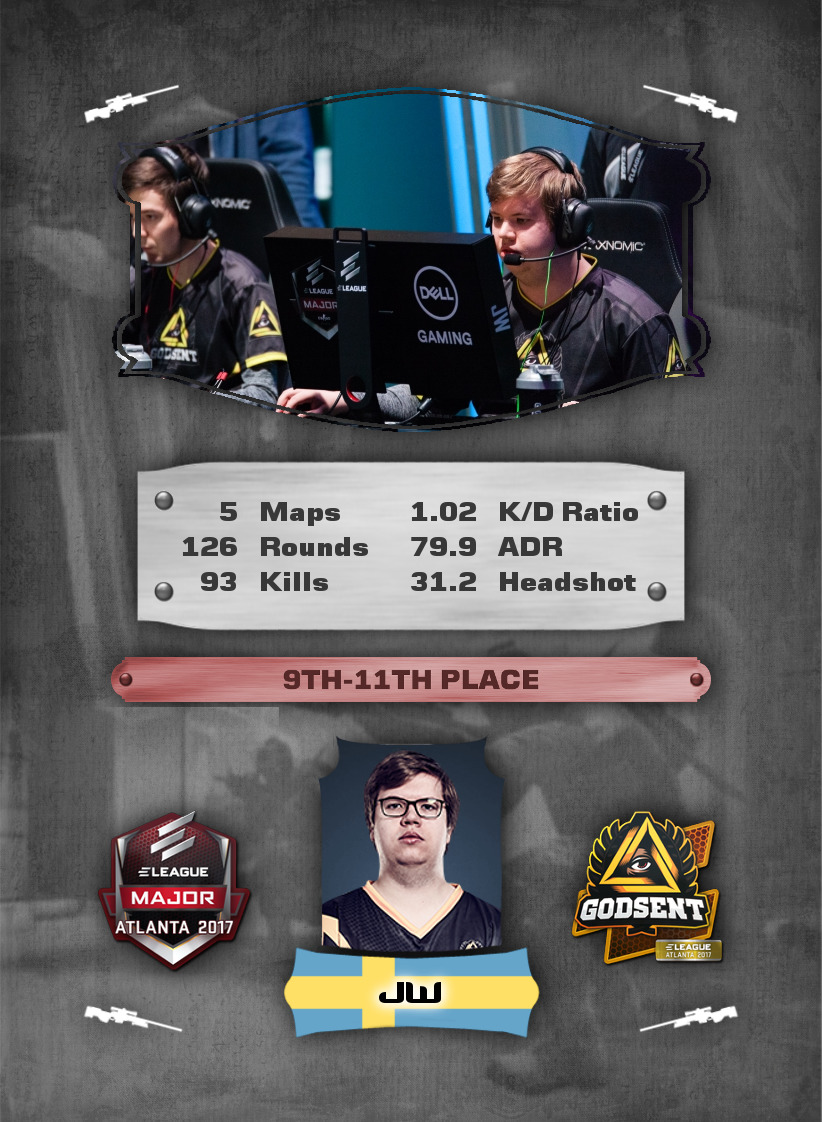 XNOMIC
XNOMIC
ELEAGUE
MAJOR
ELEAGUE
DELL
GAMING
JW
GODSENT
5 Maps 1.02 K/D Ratio
126 Rounds 79.9 ADR
93 Kills 31.2 Headshot
9TH-11TH PLACE
ELEAGUE
MAJOR
ATLANTA 2017
GODSENT
ELEAGUE
ATLANTA 2017
JW